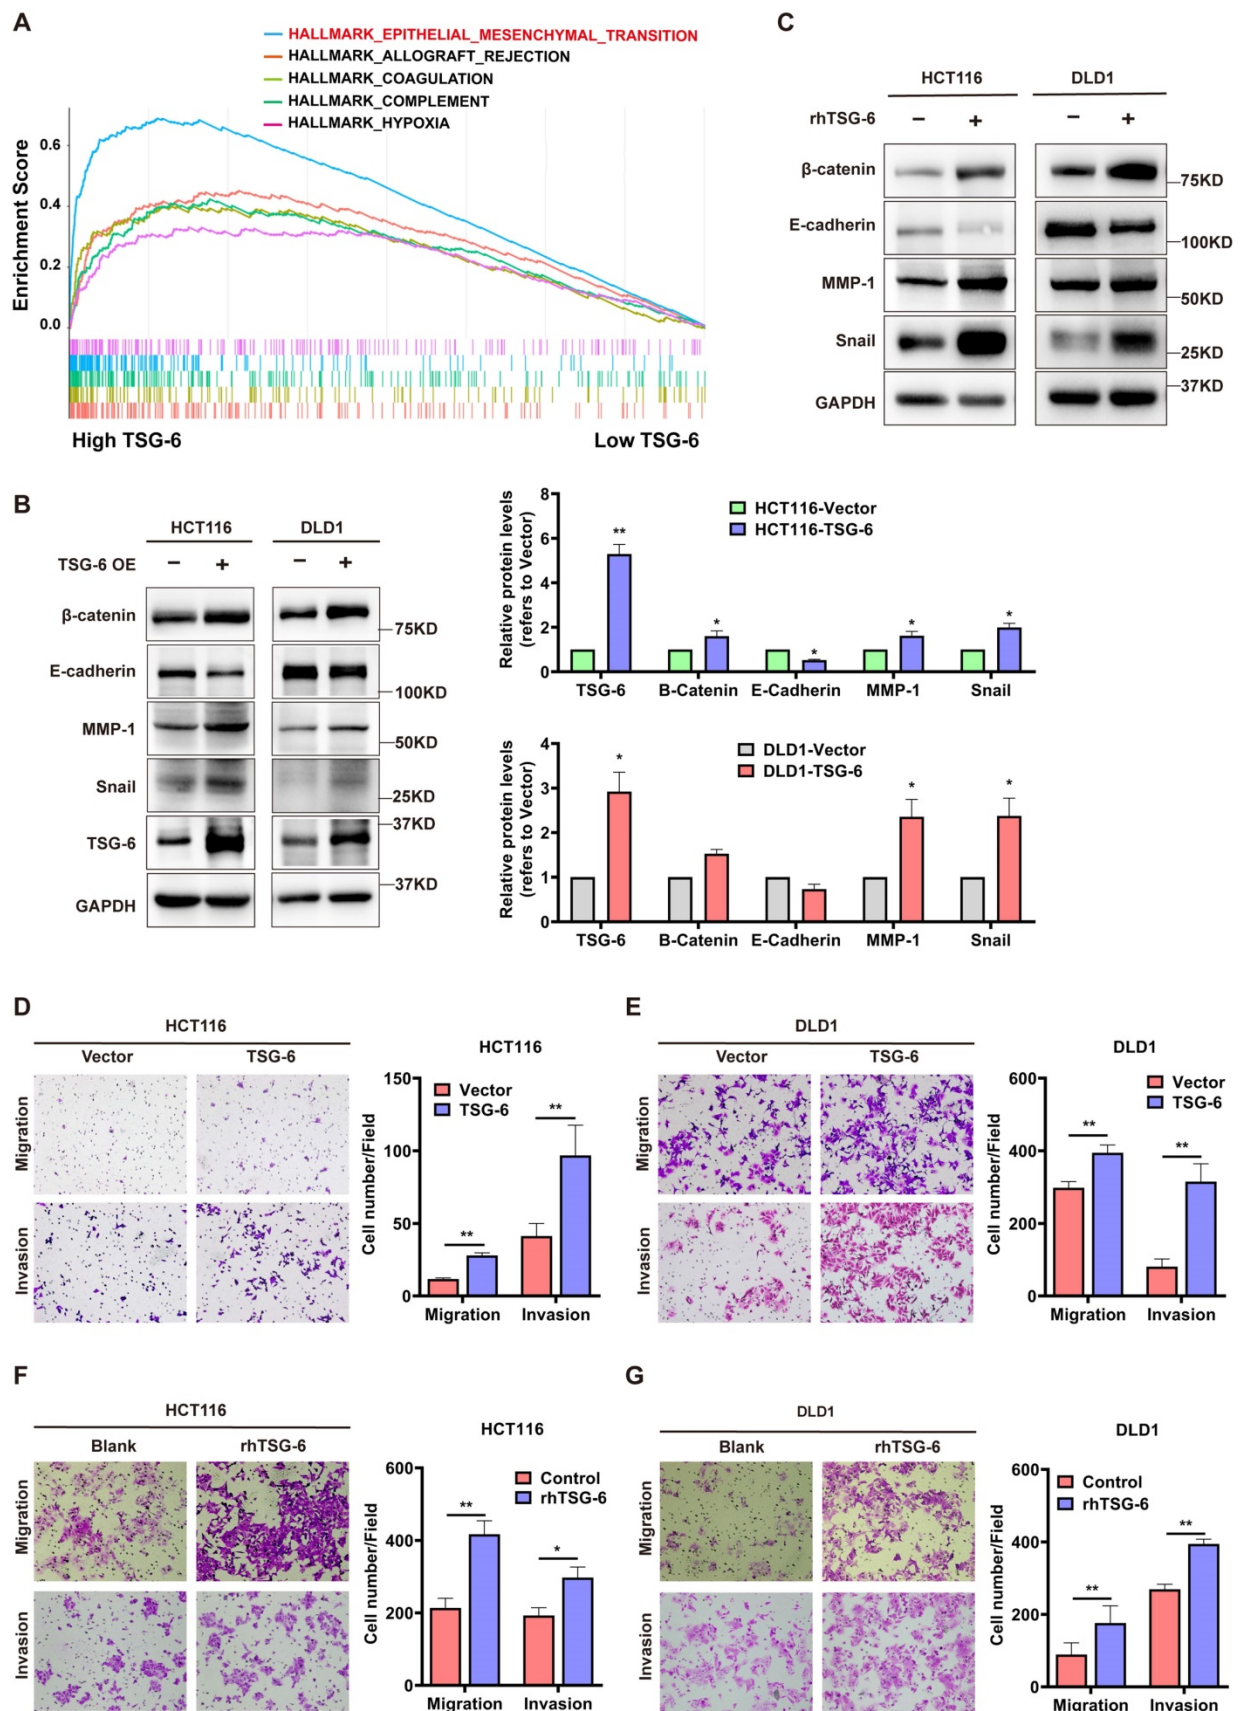 A
HALLMARK_EPITHELIAL_MESENCHYMAL_TRANSITION
HALLMARK_ALLOGRAFT_REJECTION
HALLMARK_COAGULATION
HALLMARK_COMPLEMENT
HALLMARK_HYPOXIA
Enrichment Score
0.6
0.4
0.2
0.0
High TSG-6 Low TSG-6
C
HCT116 DLD1
rhTSG-6 − + − +
β-catenin 75KD
E-cadherin 100KD
MMP-1 50KD
Snail 25KD
GAPDH 37KD
B
HCT116 DLD1
TSG-6 OE − + − +
β-catenin 75KD
E-cadherin 100KD
MMP-1 50KD
Snail 25KD
TSG-6 37KD
GAPDH 37KD
Relative protein levels
(refers to Vector)
8
6
4
2
0
HCT116-Vector
HCT116-TSG-6
** * * * *
TSG-6 B-Catenin E-Cadherin MMP-1 Snail
Relative protein levels
(refers to Vector)
4
3
2
1
0
DLD1-Vector
DLD1-TSG-6
* * *
TSG-6 B-Catenin E-Cadherin MMP-1 Snail
D
HCT116
Vector TSG-6
Migration
Invasion
HCT116
Cell number/Field
150
100
50
0
Vector
TSG-6
** **
Migration Invasion
E
DLD1
Vector TSG-6
Migration
Invasion
DLD1
Cell number/Field
600
400
200
0
Vector
TSG-6
** **
Migration Invasion
F
HCT116
Blank rhTSG-6
Migration
Invasion
HCT116
Cell number/Field
600
400
200
0
Control
rhTSG-6
** *
Migration Invasion
G
DLD1
Blank rhTSG-6
Migration
Invasion
DLD1
Cell number/Field
600
400
200
0
Control
rhTSG-6
** **
Migration Invasion